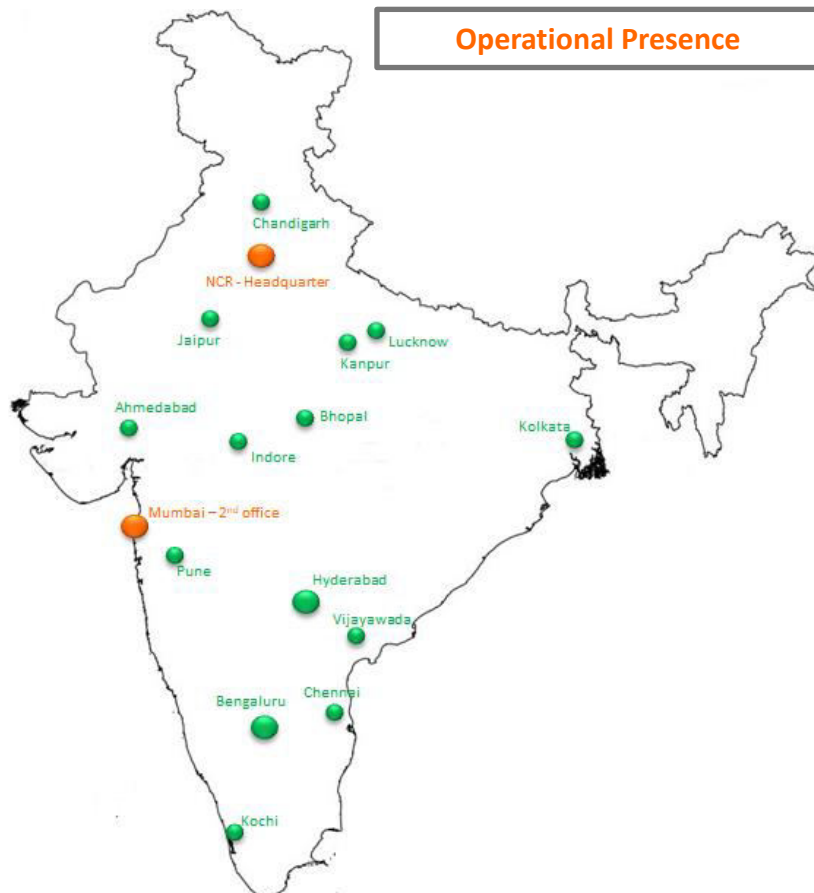 Operational Presence
Chandigarh
NCR - Headquarter
Jaipur
Lucknow
Kanpur
Ahmedabad
Bhopal
Kolkata
Indore
Mumbai – 2nd office
Pune
Hyderabad
Vijayawada
Chennai
Bengaluru
Kochi